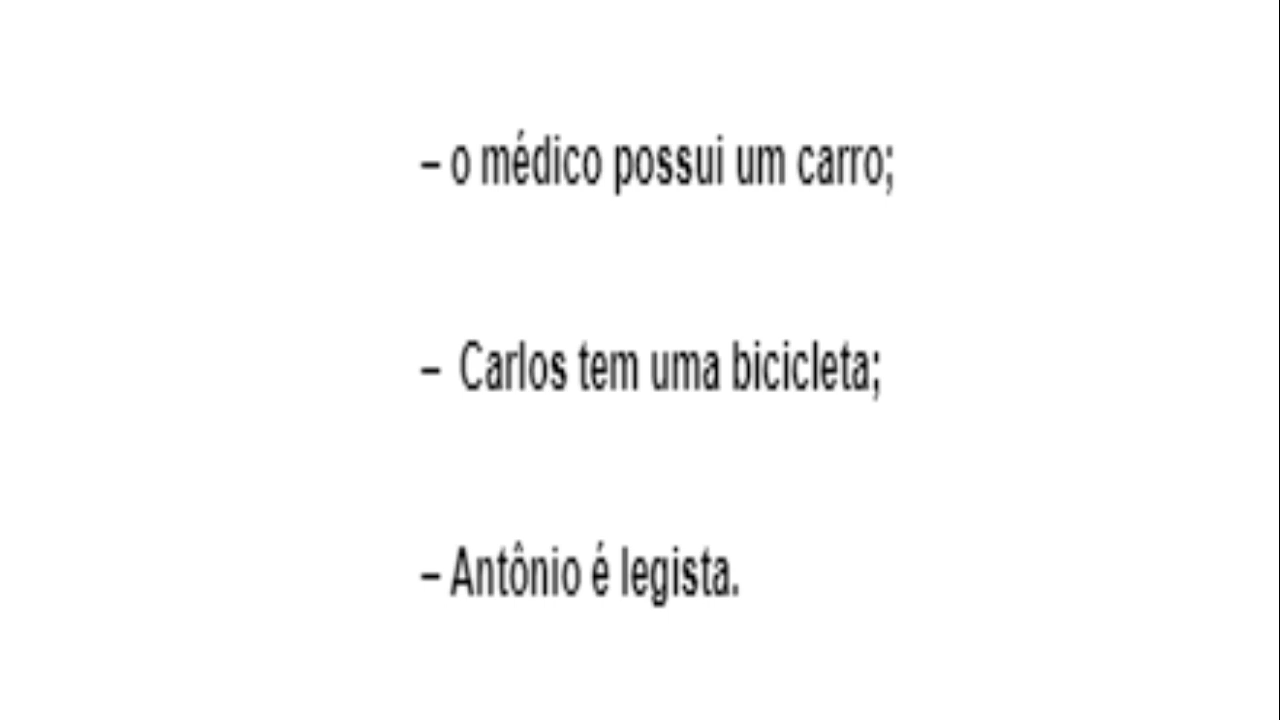 – o médico possui um carro;
– Carlos tem uma bicicleta;
– Antônio é legista.